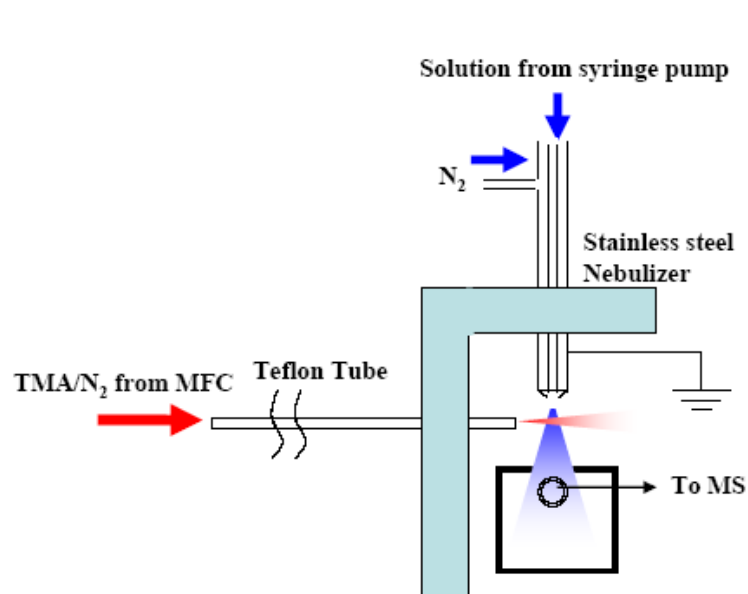 Solution from syringe pump
N₂
Stainless steel
Nebulizer
Teflon Tube
TMA/N₂ from MFC
To MS